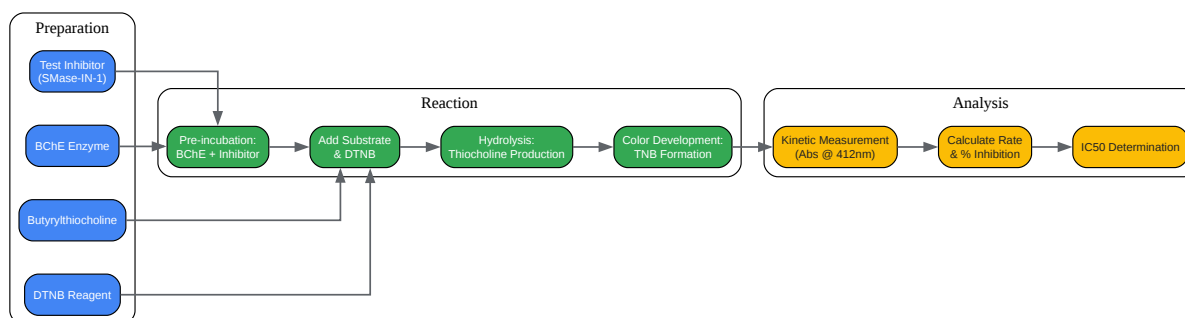 Preparation
Test Inhibitor
(SMase-IN-1)
BChE Enzyme
Butyrylthiocholine
DTNB Reagent
Reaction
Pre-incubation:
BChE + Inhibitor
Add Substrate
& DTNB
Hydrolysis:
Thiocholine Production
Color Development:
TNB Formation
Analysis
Kinetic Measurement
(Abs @ 412nm)
Calculate Rate
& % Inhibition
IC50 Determination